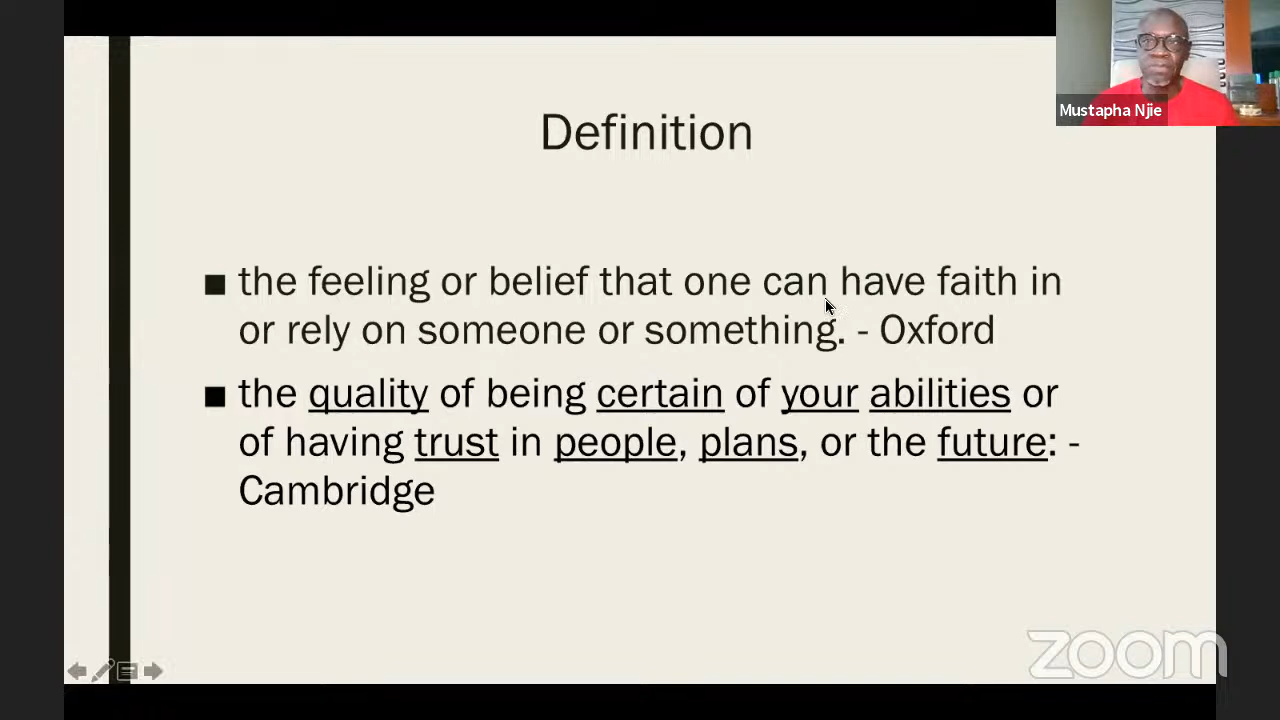 Mustapha Njie
Definition
■ the feeling or belief that one can have faith in
or rely on someone or something. - Oxford
■ the quality of being certain of your abilities or
of having trust in people, plans, or the future: -
Cambridge
zoom